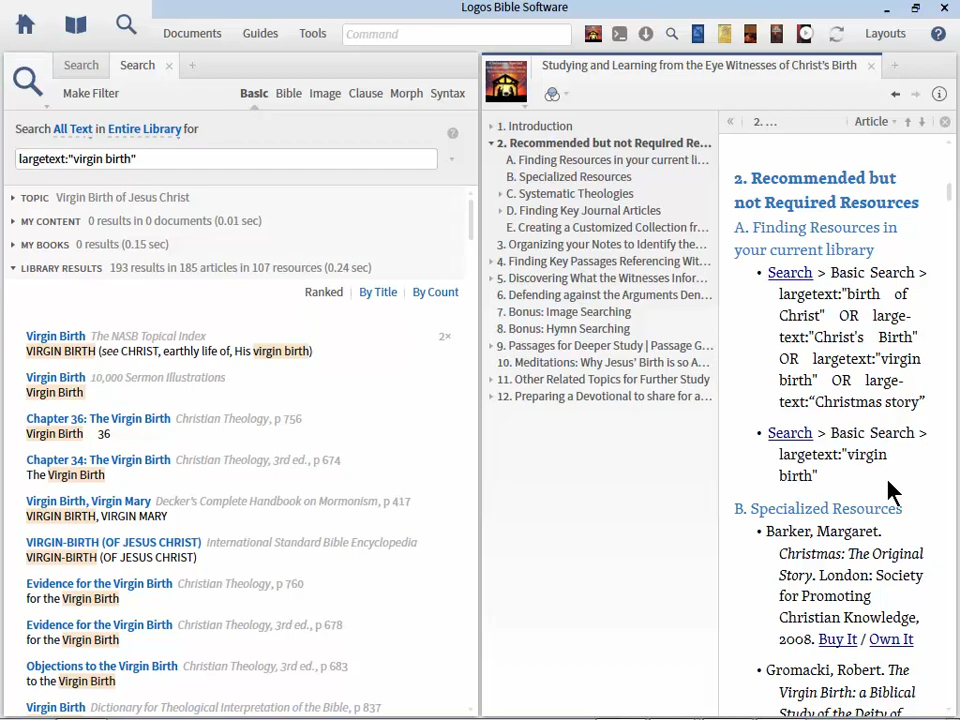 Logos Bible Software
Documents Guides Tools Command Layouts
Search Search
Make Filter Basic Bible Image Clause Morph Syntax
Search All Text in Entire Library for
largetext:"virgin birth"
TOPIC Virgin Birth of Jesus Christ
MY CONTENT 0 results in 0 documents (0.01 sec)
MY BOOKS 0 results (0.15 sec)
LIBRARY RESULTS 193 results in 185 articles in 107 resources (0.24 sec)
Ranked By Title By Count
Virgin Birth The NASB Topical Index 2×
VIRGIN BIRTH (see CHRIST, earthly life of, His virgin birth)
Virgin Birth 10,000 Sermon Illustrations
Virgin Birth
Chapter 36: The Virgin Birth Christian Theology, p 756
Virgin Birth 36
Chapter 34: The Virgin Birth Christian Theology, 3rd ed., p 674
The Virgin Birth
Virgin Birth, Virgin Mary Decker's Complete Handbook on Mormonism, p 417
VIRGIN BIRTH, VIRGIN MARY
VIRGIN-BIRTH (OF JESUS CHRIST) International Standard Bible Encyclopedia
VIRGIN-BIRTH (OF JESUS CHRIST)
Evidence for the Virgin Birth Christian Theology, p 760
for the Virgin Birth
Evidence for the Virgin Birth Christian Theology, 3rd ed., p 678
for the Virgin Birth
Objections to the Virgin Birth Christian Theology, 3rd ed., p 683
to the Virgin Birth
Virgin Birth Dictionary for Theological Interpretation of the Bible, p 837
Studying and Learning from the Eye Witnesses of Christ's Birth
1. Introduction
2. Recommended but not Required Re...
A. Finding Resources in your current li...
B. Specialized Resources
C. Systematic Theologies
D. Finding Key Journal Articles
E. Creating a Customized Collection fr...
3. Organizing your Notes to Identify the...
4. Finding Key Passages Referencing Wit...
5. Discovering What the Witnesses Infor...
6. Defending against the Arguments Den...
7. Bonus: Image Searching
8. Bonus: Hymn Searching
9. Passages for Deeper Study | Passage G...
10. Meditations: Why Jesus' Birth is so A...
11. Other Related Topics for Further Study
12. Preparing a Devotional to share for a...
2. ... Article
2. Recommended but
not Required Resources
A. Finding Resources in
your current library
• Search > Basic Search >
largetext:"birth of
Christ" OR large-
text:"Christ's Birth"
OR largetext:"virgin
birth" OR large-
text:“Christmas story”
• Search > Basic Search >
largetext:"virgin
birth"
B. Specialized Resources
• Barker, Margaret.
Christmas: The Original
Story. London: Society
for Promoting
Christian Knowledge,
2008. Buy It / Own It
• Gromacki, Robert. The
Virgin Birth: a Biblical
Study of the Deity of